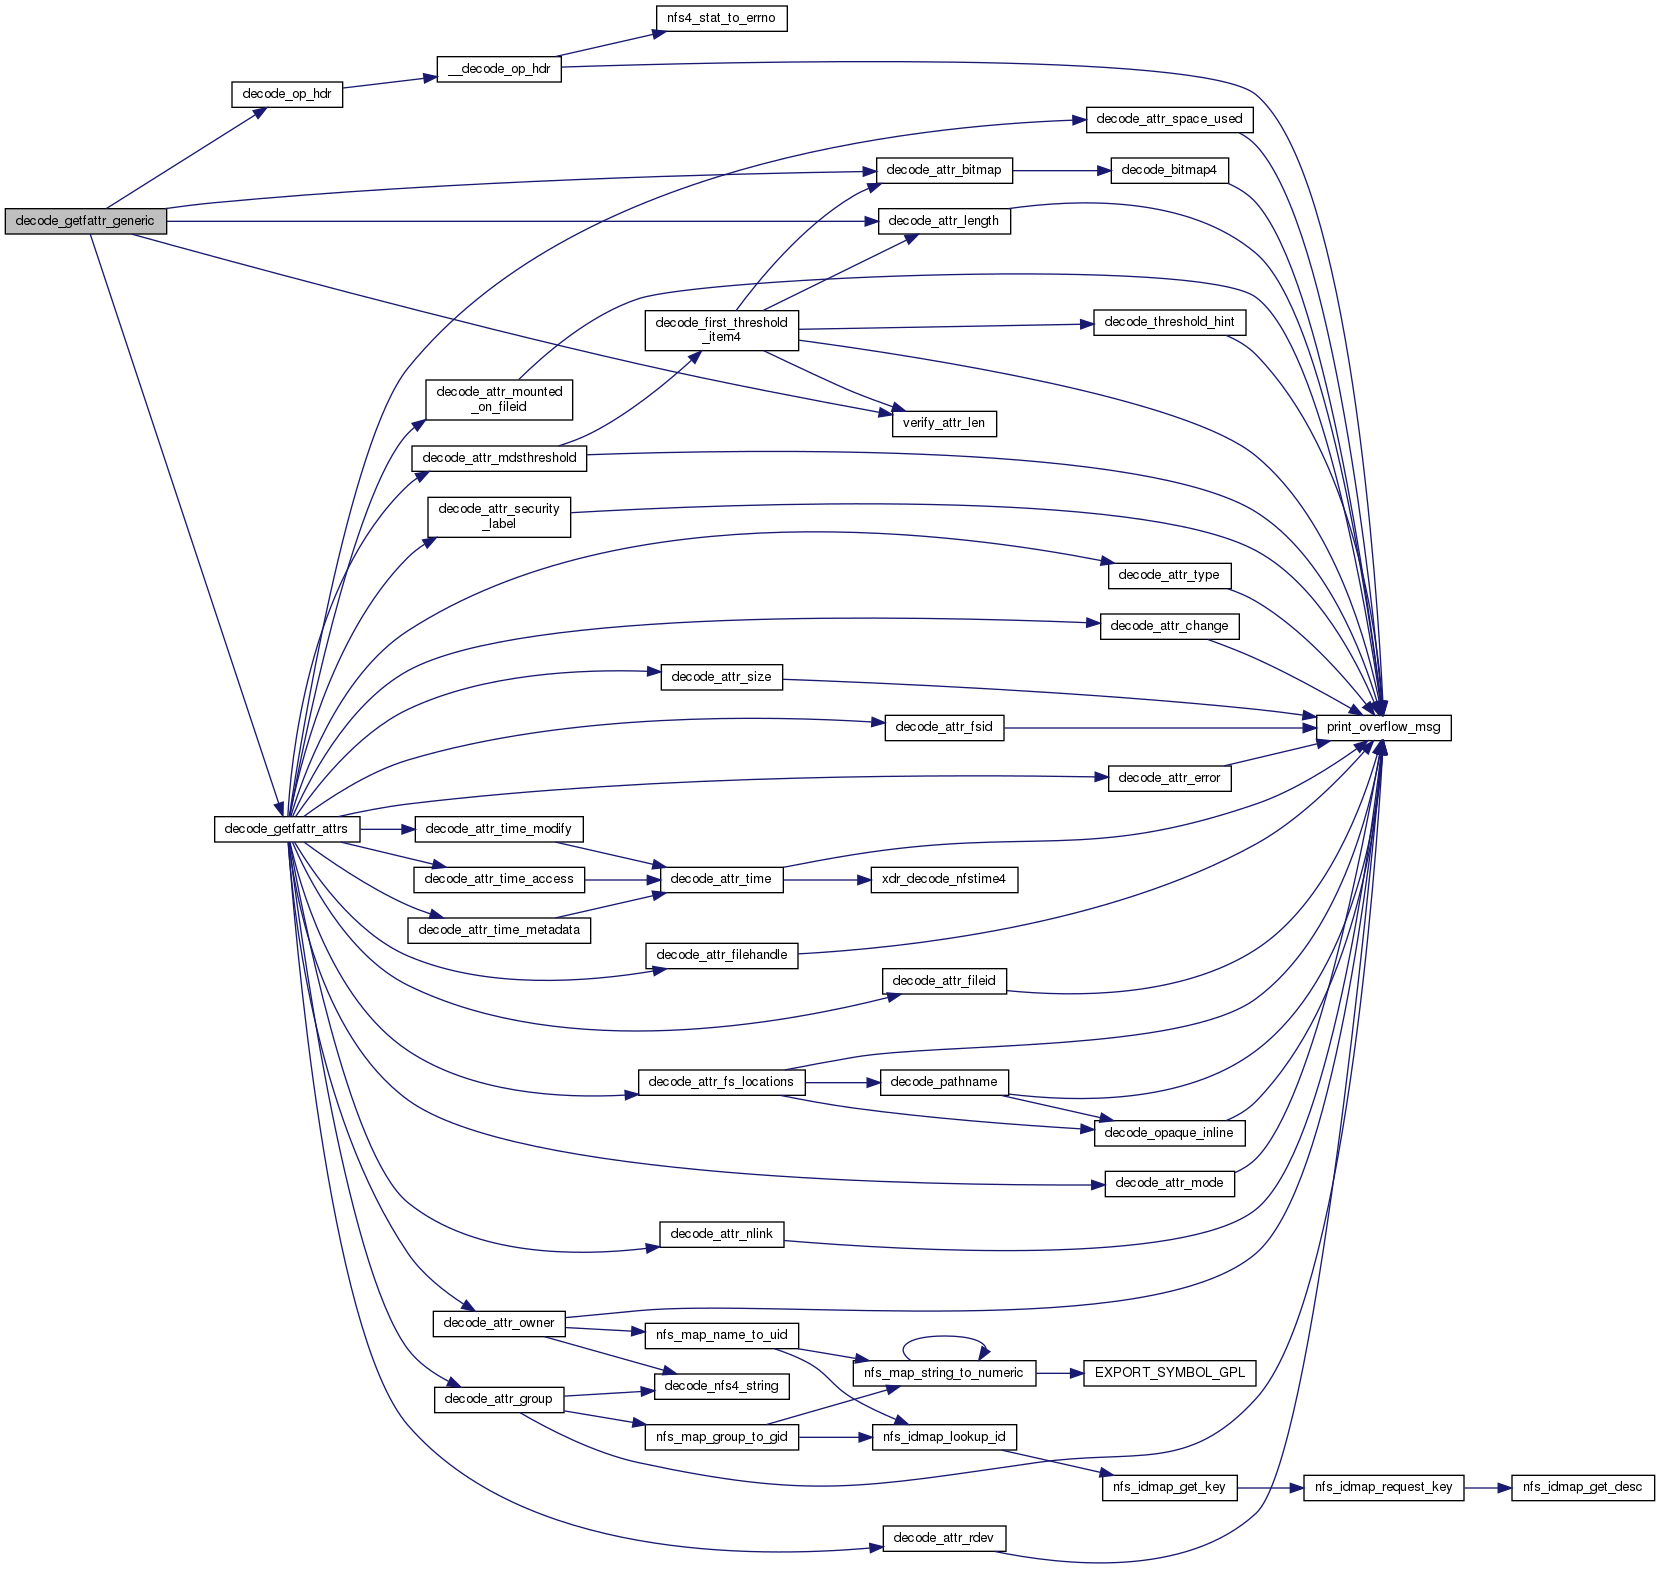 nfs4_stat_to_errno
__decode_op_hdr
decode_op_hdr
decode_attr_space_used
decode_attr_bitmap
decode_bitmap4
decode_getfattr_generic
decode_attr_length
decode_first_threshold
_item4
decode_threshold_hint
decode_attr_mounted
_on_fileid
verify_attr_len
decode_attr_mdsthreshold
decode_attr_security
_label
decode_attr_type
decode_attr_change
decode_attr_size
decode_attr_fsid
print_overflow_msg
decode_attr_error
decode_getfattr_attrs
decode_attr_time_modify
decode_attr_time_access
decode_attr_time
xdr_decode_nfstime4
decode_attr_time_metadata
decode_attr_filehandle
decode_attr_fileid
decode_attr_fs_locations
decode_pathname
decode_opaque_inline
decode_attr_mode
decode_attr_nlink
decode_attr_owner
nfs_map_name_to_uid
nfs_map_string_to_numeric
EXPORT_SYMBOL_GPL
decode_nfs4_string
decode_attr_group
nfs_map_group_to_gid
nfs_idmap_lookup_id
nfs_idmap_get_key
nfs_idmap_request_key
nfs_idmap_get_desc
decode_attr_rdev